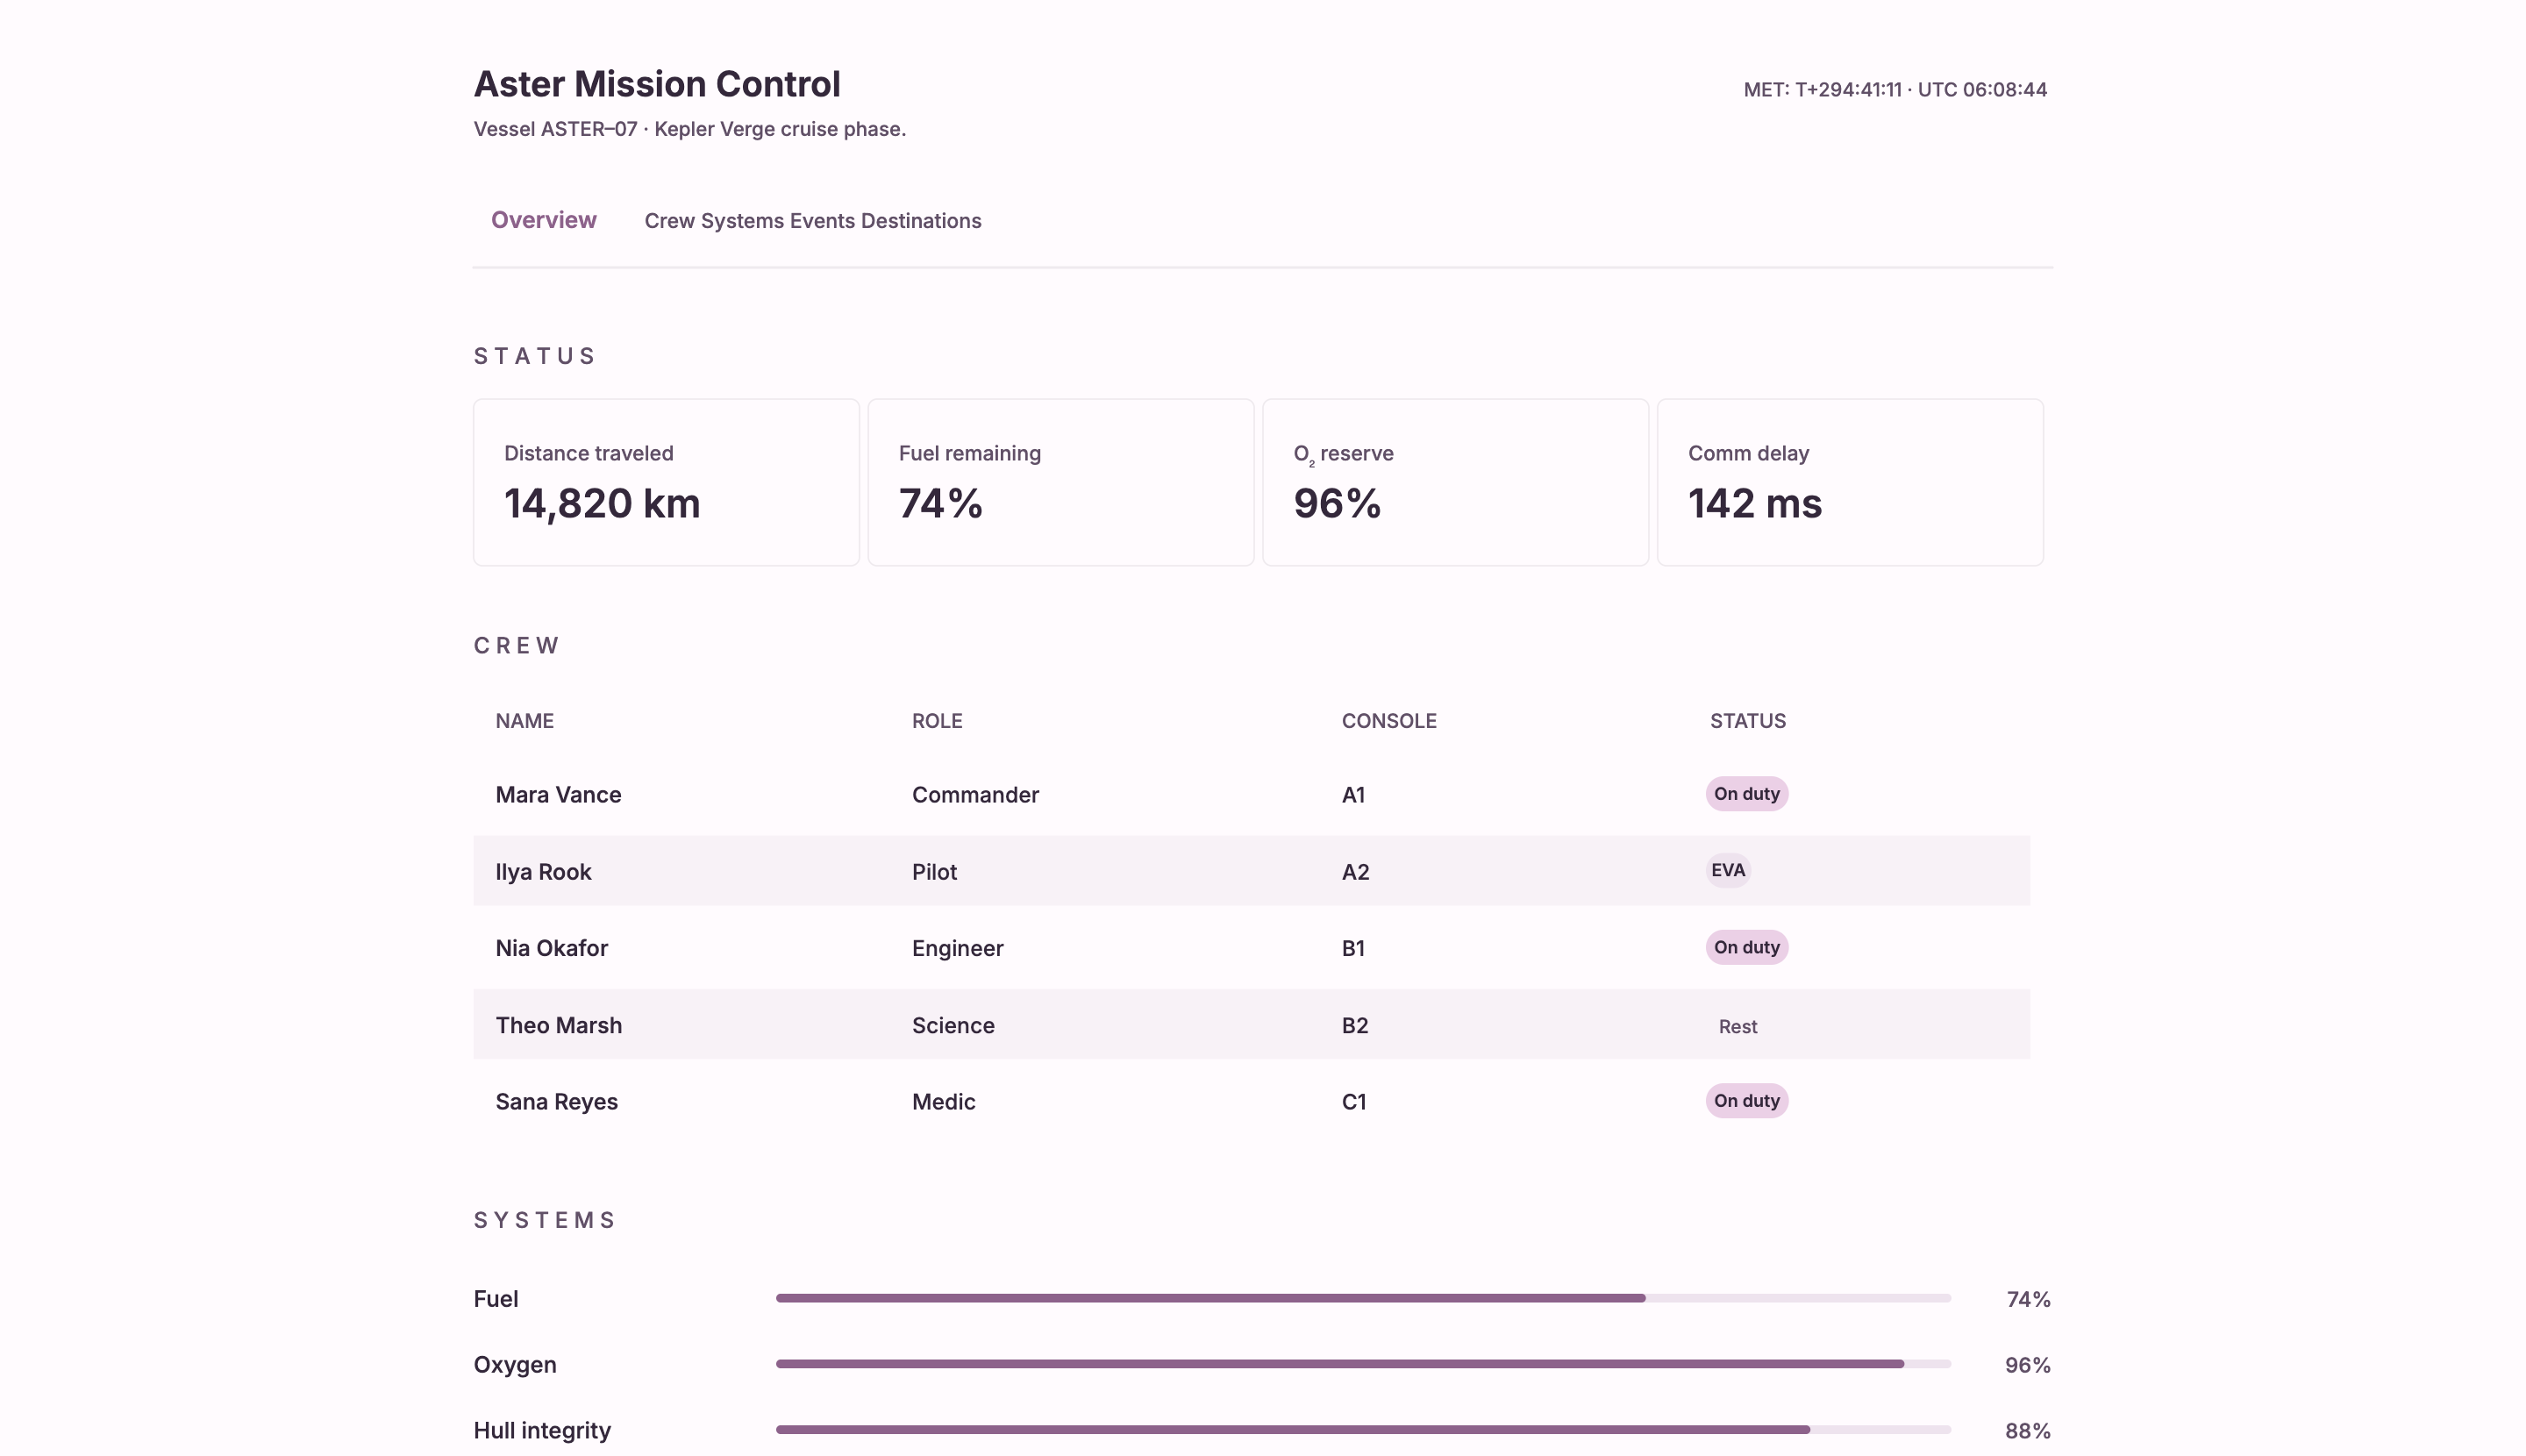 Aster Mission Control
MET: T+294:41:11 · UTC 06:08:44
Vessel ASTER–07 · Kepler Verge cruise phase.
Overview Crew Systems Events Destinations
STATUS
Distance traveled Fuel remaining O₂ reserve Comm delay
14,820 km 74% 96% 142 ms
CREW
NAME ROLE CONSOLE STATUS
Mara Vance Commander A1 On duty
Ilya Rook Pilot A2 EVA
Nia Okafor Engineer B1 On duty
Theo Marsh Science B2 Rest
Sana Reyes Medic C1 On duty
SYSTEMS
Fuel 74%
Oxygen 96%
Hull integrity 88%